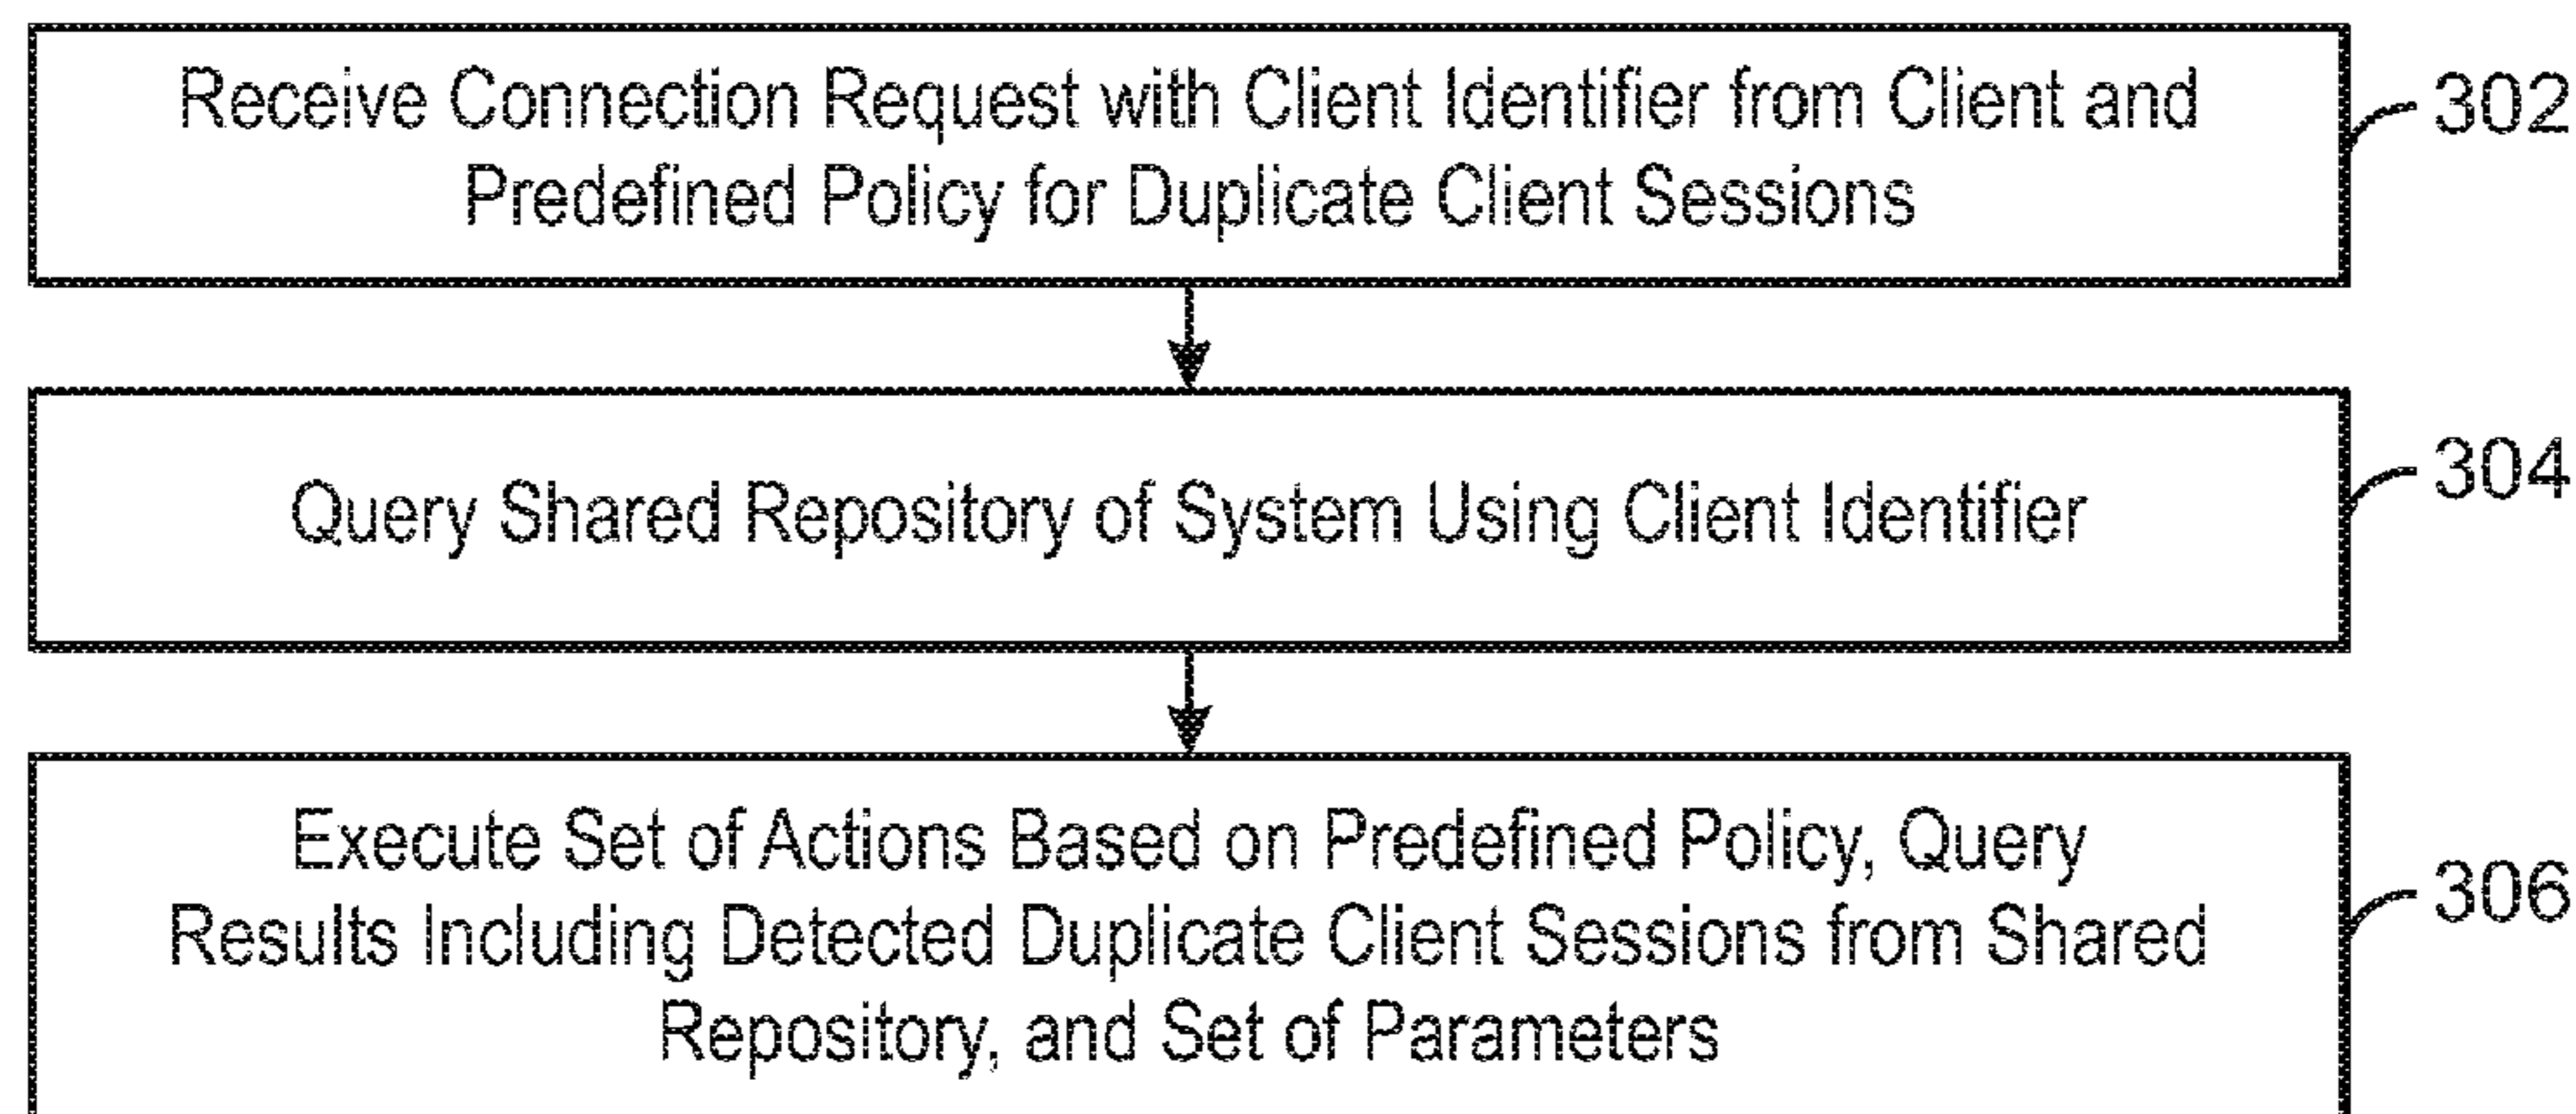 Receive Connection Request with Client Identifier from Client and
Predefined Policy for Duplicate Client Sessions
302
Query Shared Repository of System Using Client Identifier
304
Execute Set of Actions Based on Predefined Policy, Query
Results Including Detected Duplicate Client Sessions from Shared
Repository, and Set of Parameters
306